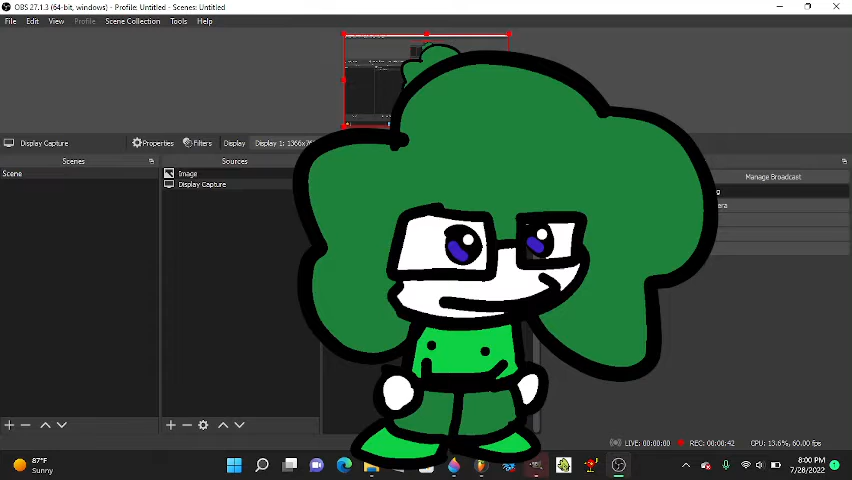 OBS 27.1.3 (64-bit, windows) - Profile: Untitled - Scenes: Untitled
File Edit View Profile Scene Collection Tools Help
Display Capture Properties Filters Display Display 1: 1366x76
Scenes Sources
Scene Image Manage Broadcast
Display Capture
LIVE: 00:00:00 REC: 00:00:42 CPU: 13.6%, 60.00 fps
87°F
Sunny
8:00 PM
7/28/2022